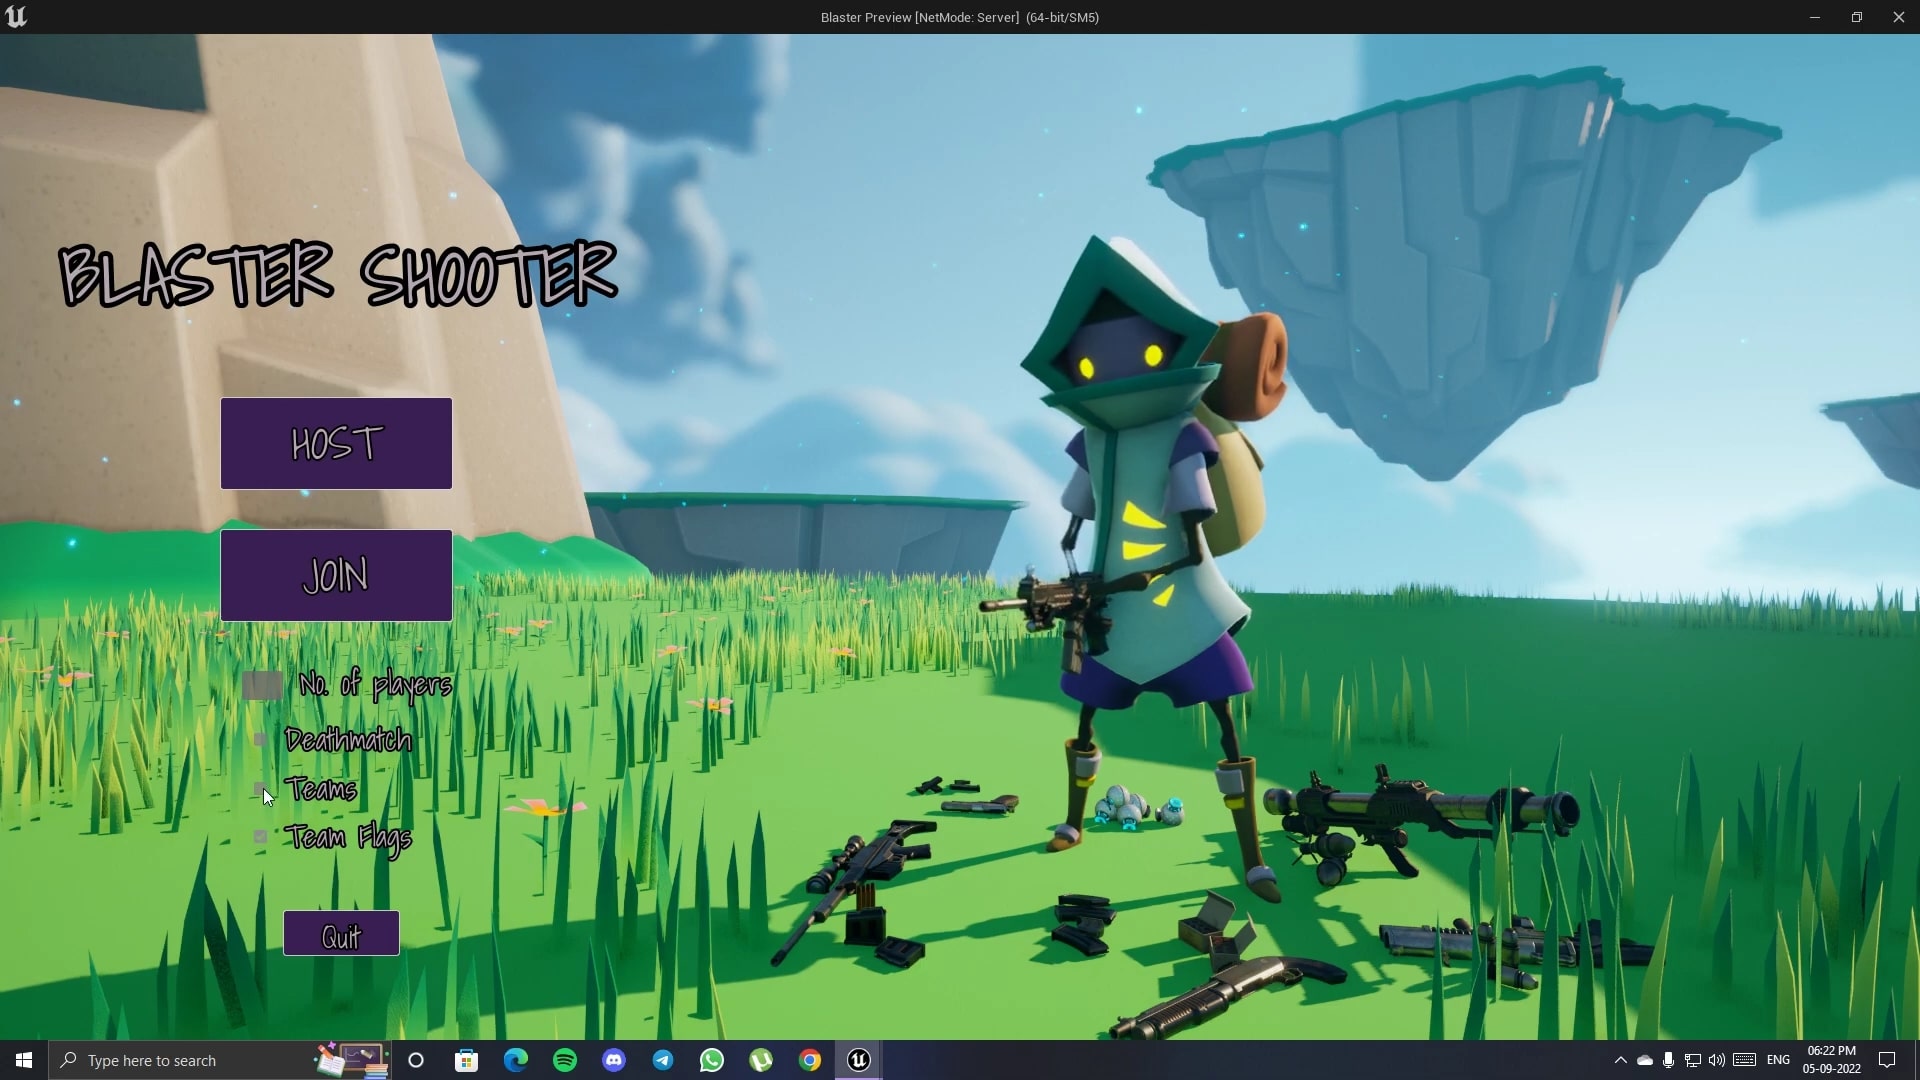 Blaster Preview [NetMode: Server] (64-bit/SM5)
BLASTER SHOOTER
HOST
JOIN
No. of players
Deathmatch
Teams
Team Flags
Quit
Type here to search
ENG
06:22 PM
05-09-2022